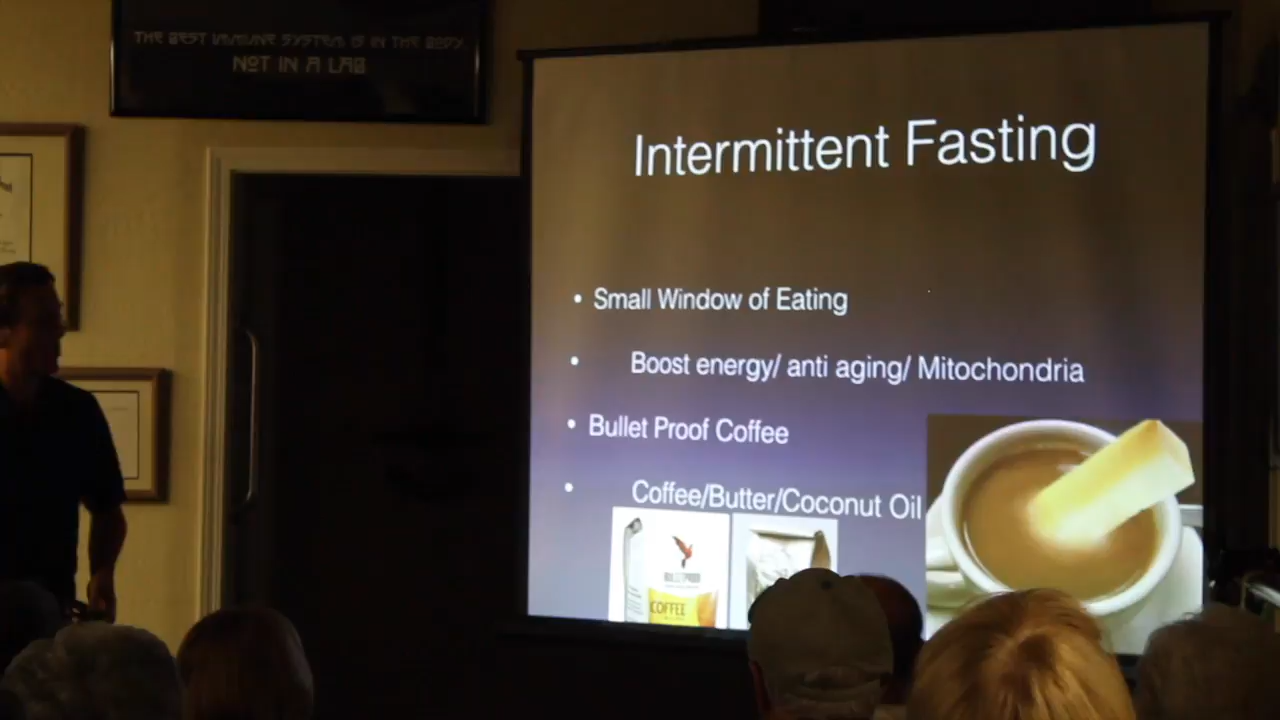 THE BEST IMMUNE SYSTEM IS IN THE BODY,
NOT IN A LAB
Intermittent Fasting
• Small Window of Eating
• Boost energy/ anti aging/ Mitochondria
• Bullet Proof Coffee
• Coffee/Butter/Coconut Oil
BULLETPROOF
COFFEE